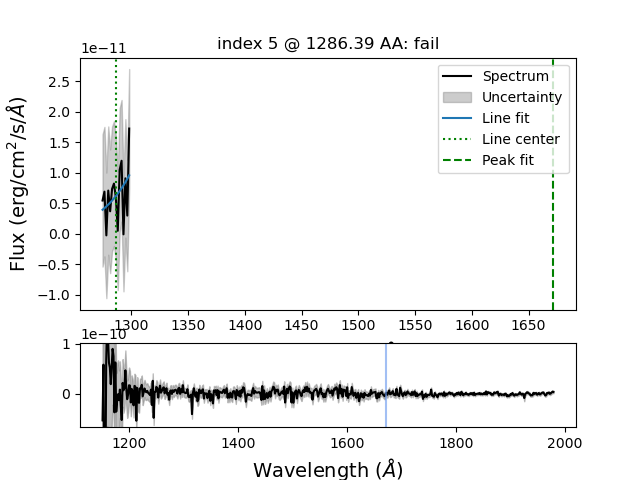 index 5 @ 1286.39 AA: fail
1e−11
Spectrum
Uncertainty
Line fit
Line center
Peak fit
2.5
2.0
1.5
1.0
0.5
0.0
−0.5
−1.0
Flux (erg/cm²/s/Å)
1300 1350 1400 1450 1500 1550 1600 1650
1e−10
1
0
1200 1400 1600 1800 2000
Wavelength (Å)